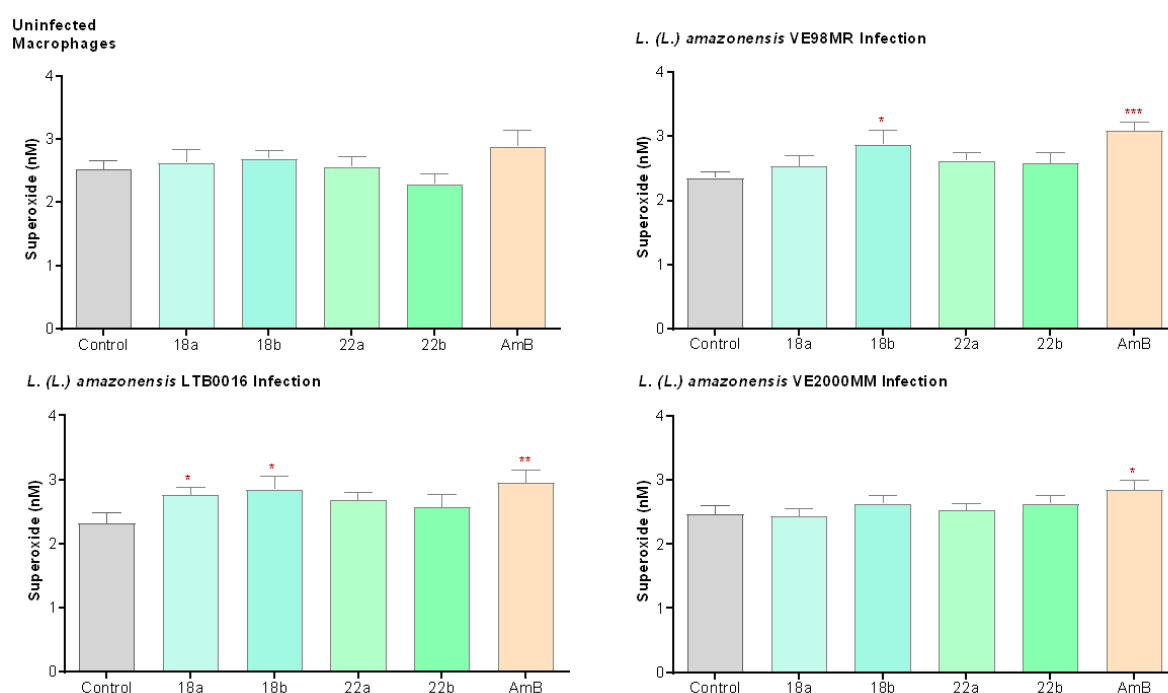 Uninfected
Macrophages
4
3
2
1
0
Superoxide (nM)
Control 18a 18b 22a 22b AmB
L. (L.) amazonensis VE98MR Infection
4
3
2
1
0
Superoxide (nM)
*
***
Control 18a 18b 22a 22b AmB
L. (L.) amazonensis LTB0016 Infection
4
3
2
1
0
Superoxide (nM)
*
*
**
Control 18a 18b 22a 22b AmB
L. (L.) amazonensis VE2000MM Infection
4
3
2
1
0
Superoxide (nM)
*
Control 18a 18b 22a 22b AmB